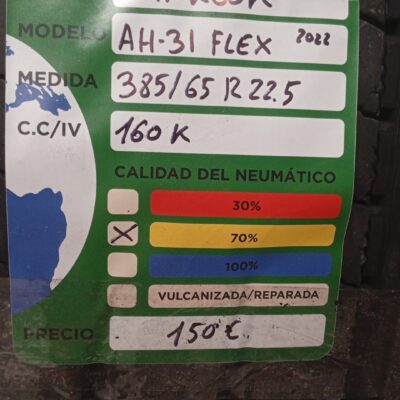 MODELO AH-31 FLEX 2022
MEDIDA 385/65 R 22.5
C.C/IV 160 K
CALIDAD DEL NEUMÁTICO
30%
X 70%
100%
VULCANIZADA/REPARADA
PRECIO 150 €